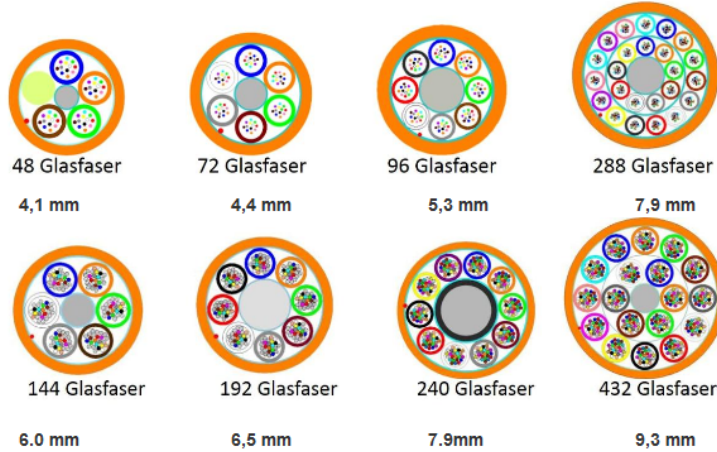 48 Glasfaser
72 Glasfaser
96 Glasfaser
288 Glasfaser
4,1 mm
4,4 mm
5,3 mm
7,9 mm
144 Glasfaser
192 Glasfaser
240 Glasfaser
432 Glasfaser
6.0 mm
6,5 mm
7.9mm
9,3 mm